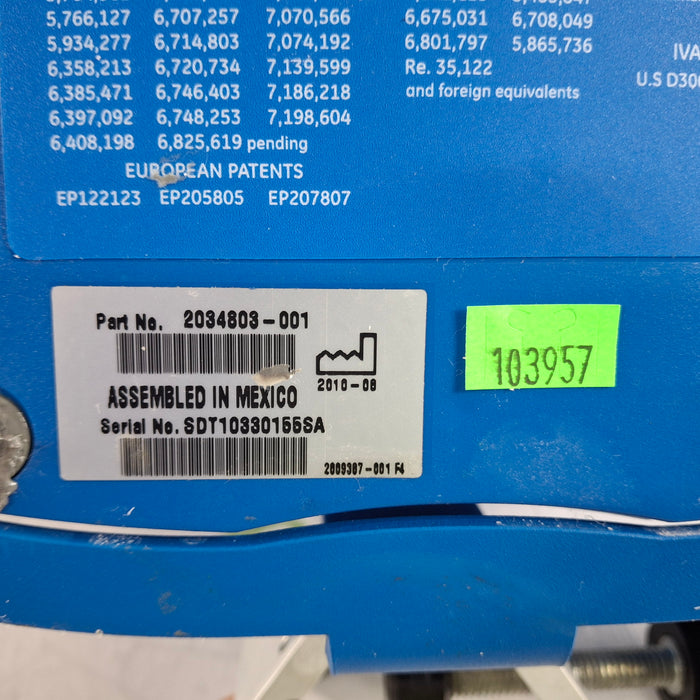 5,766,127 6,707,257 7,070,566
5,934,277 6,714,803 7,074,192
6,358,213 6,720,734 7,139,599
6,385,471 6,746,403 7,186,218
6,397,092 6,748,253 7,198,604
6,408,198 6,825,619 pending
EUROPEAN PATENTS
EP122123 EP205805 EP207807
6,675,031 6,708,049
6,801,797 5,865,736
Re. 35,122
and foreign equivalents
IVA
U.S D30
Part No. 2034803-001
2010-08
ASSEMBLED IN MEXICO
Serial No. SDT10330155SA
2009387-001 F4
103957